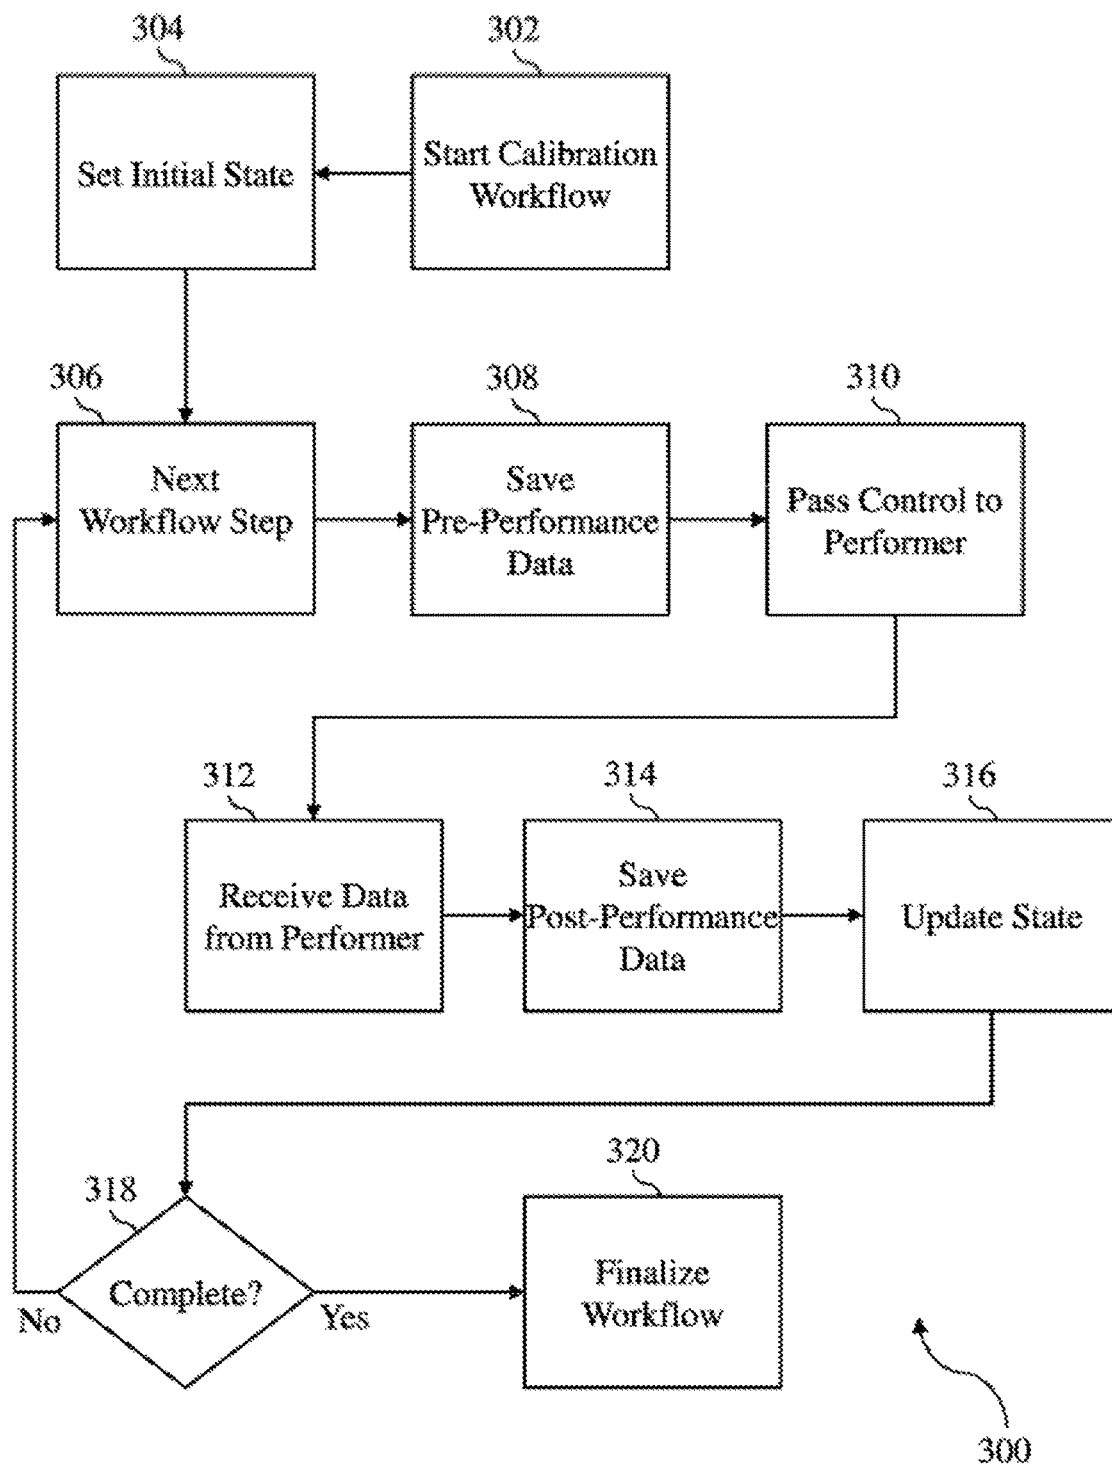 304
302
Set Initial State
Start Calibration
Workflow
306
308
310
Next
Workflow Step
Save
Pre-Performance
Data
Pass Control to
Performer
312
314
316
Receive Data
from Performer
Save
Post-Performance
Data
Update State
318
320
Complete?
No
Yes
Finalize
Workflow
300